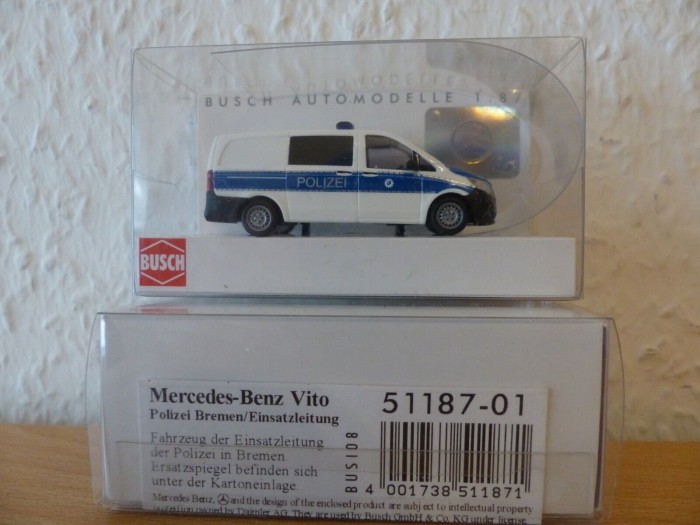 BUSCH AUTOMODELLE 1:87
POLIZEI
BUSCH
Mercedes-Benz Vito
Polizei Bremen/Einsatzleitung
Fahrzeug der Einsatzleitung
der Polizei in Bremen
Ersatzspiegel befinden sich
unter der Kartoneinlage.
BUSI08
51187-01
4 001738 511871
Mercedes Benz, and the design of the enclosed product are subject to intellectual property
protection owned by Daimler AG. They are used by Busch GmbH & Co. KG under license.